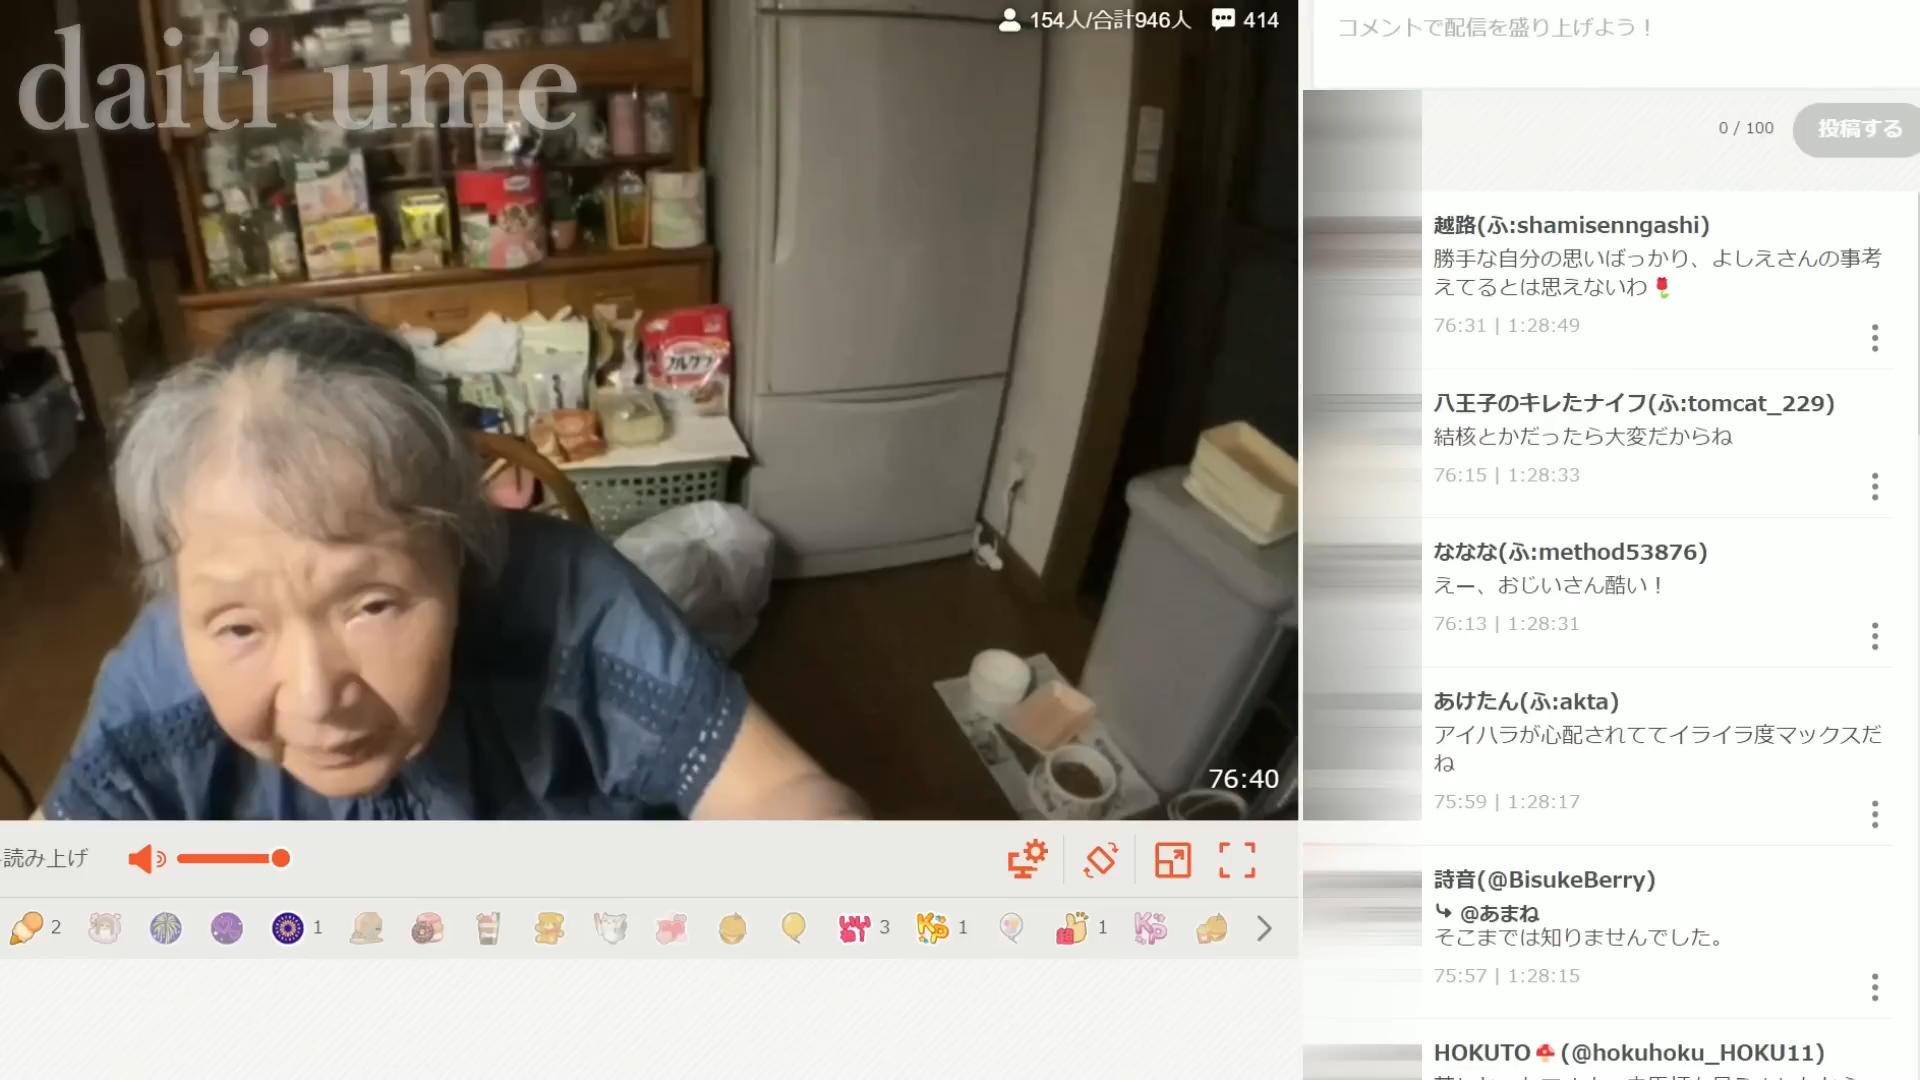 daiti ume
154人/合計946人 414
フルグラ
76:40
読み上げ
2 1 3 1 1
コメントで配信を盛り上げよう！
0 / 100 投稿する
越路(ふ:shamisenngashi)
勝手な自分の思いばっかり、よしえさんの事考
えてるとは思えないわ🌹
76:31 | 1:28:49
八王子のキレたナイフ(ふ:tomcat_229)
結核とかだったら大変だからね
76:15 | 1:28:33
ななな(ふ:method53876)
えー、おじいさん酷い！
76:13 | 1:28:31
あけたん(ふ:akta)
アイハラが心配されててイライラ度マックスだ
ね
75:59 | 1:28:17
詩音(@BisukeBerry)
@あまね
そこまでは知りませんでした。
75:57 | 1:28:15
HOKUTO🍄(@hokuhoku_HOKU11)